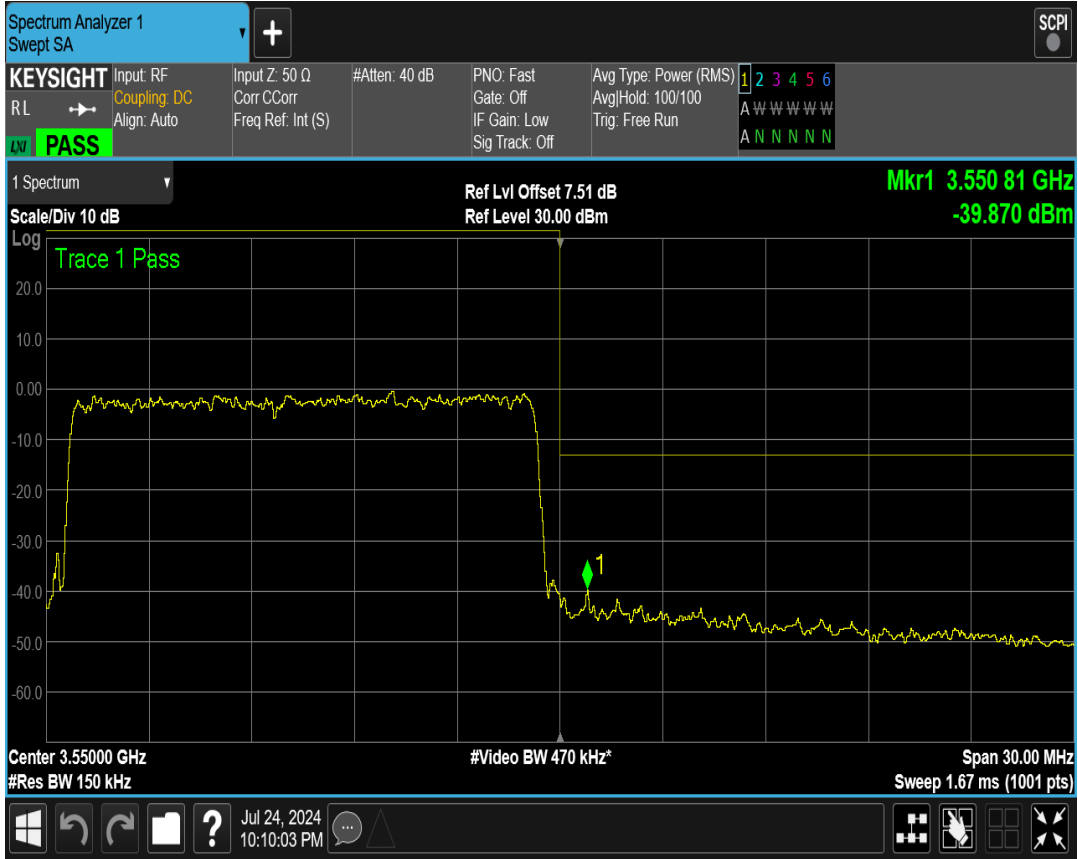 Spectrum Analyzer 1
Swept SA
+
SCPI
KEYSIGHT
RL
LXI PASS
Input: RF
Coupling: DC
Align: Auto
Input Z: 50 Ω
Corr CCorr
Freq Ref: Int (S)
#Atten: 40 dB
PNO: Fast
Gate: Off
IF Gain: Low
Sig Track: Off
Avg Type: Power (RMS)
Avg|Hold: 100/100
Trig: Free Run
1 2 3 4 5 6
A W W W W W
A N N N N N
1 Spectrum
Scale/Div 10 dB
Ref Lvl Offset 7.51 dB
Ref Level 30.00 dBm
Mkr1 3.550 81 GHz
-39.870 dBm
Log
Trace 1 Pass
20.0
10.0
0.00
-10.0
-20.0
-30.0
-40.0
-50.0
-60.0
1
Center 3.55000 GHz
#Res BW 150 kHz
#Video BW 470 kHz*
Span 30.00 MHz
Sweep 1.67 ms (1001 pts)
?
Jul 24, 2024
10:10:03 PM